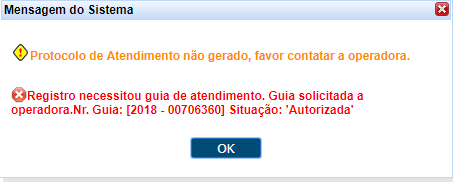 Mensagem do Sistema
Protocolo de Atendimento não gerado, favor contatar a operadora.
Registro necessitou guia de atendimento. Guia solicitada a
operadora.Nr. Guia: [2018 - 00706360] Situação: 'Autorizada'
OK